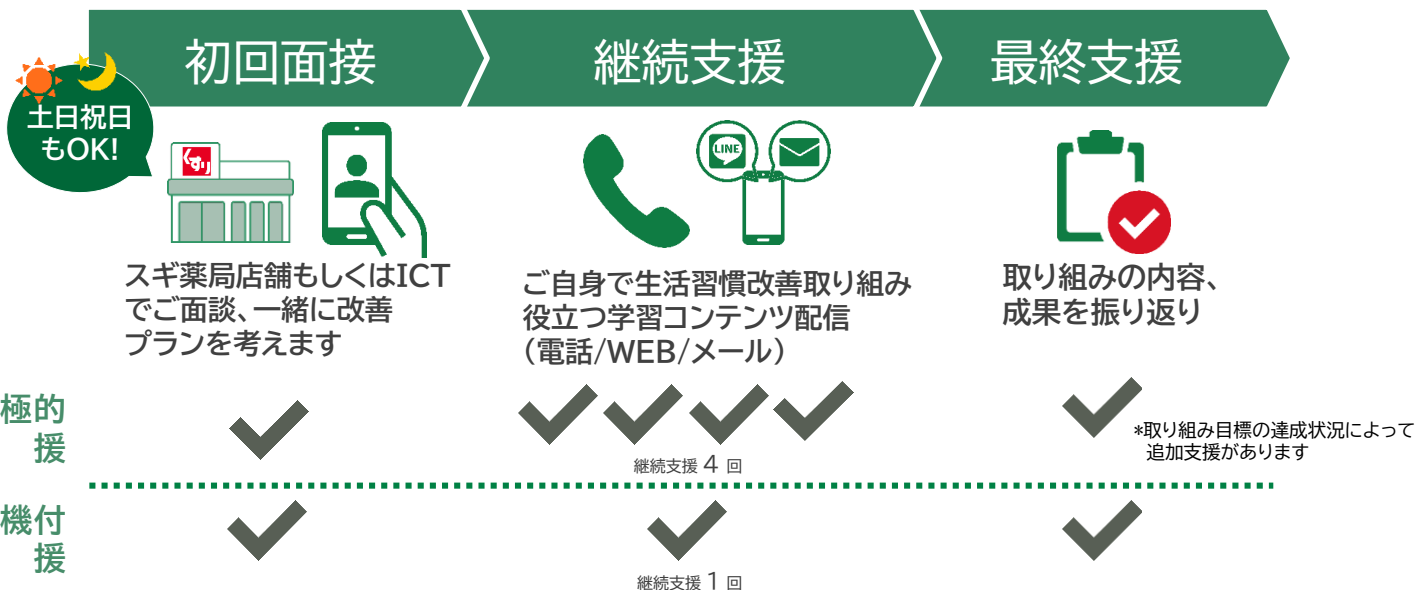 初回面接
継続支援
最終支援
土日祝日
もOK!
くすり
LINE
スギ薬局店舗もしくはICT
でご面談、一緒に改善
プランを考えます
ご自身で生活習慣改善取り組み
役立つ学習コンテンツ配信
（電話/WEB/メール）
取り組みの内容、
成果を振り返り
極的
援
継続支援 4 回
*取り組み目標の達成状況によって
追加支援があります
機付
援
継続支援 1 回